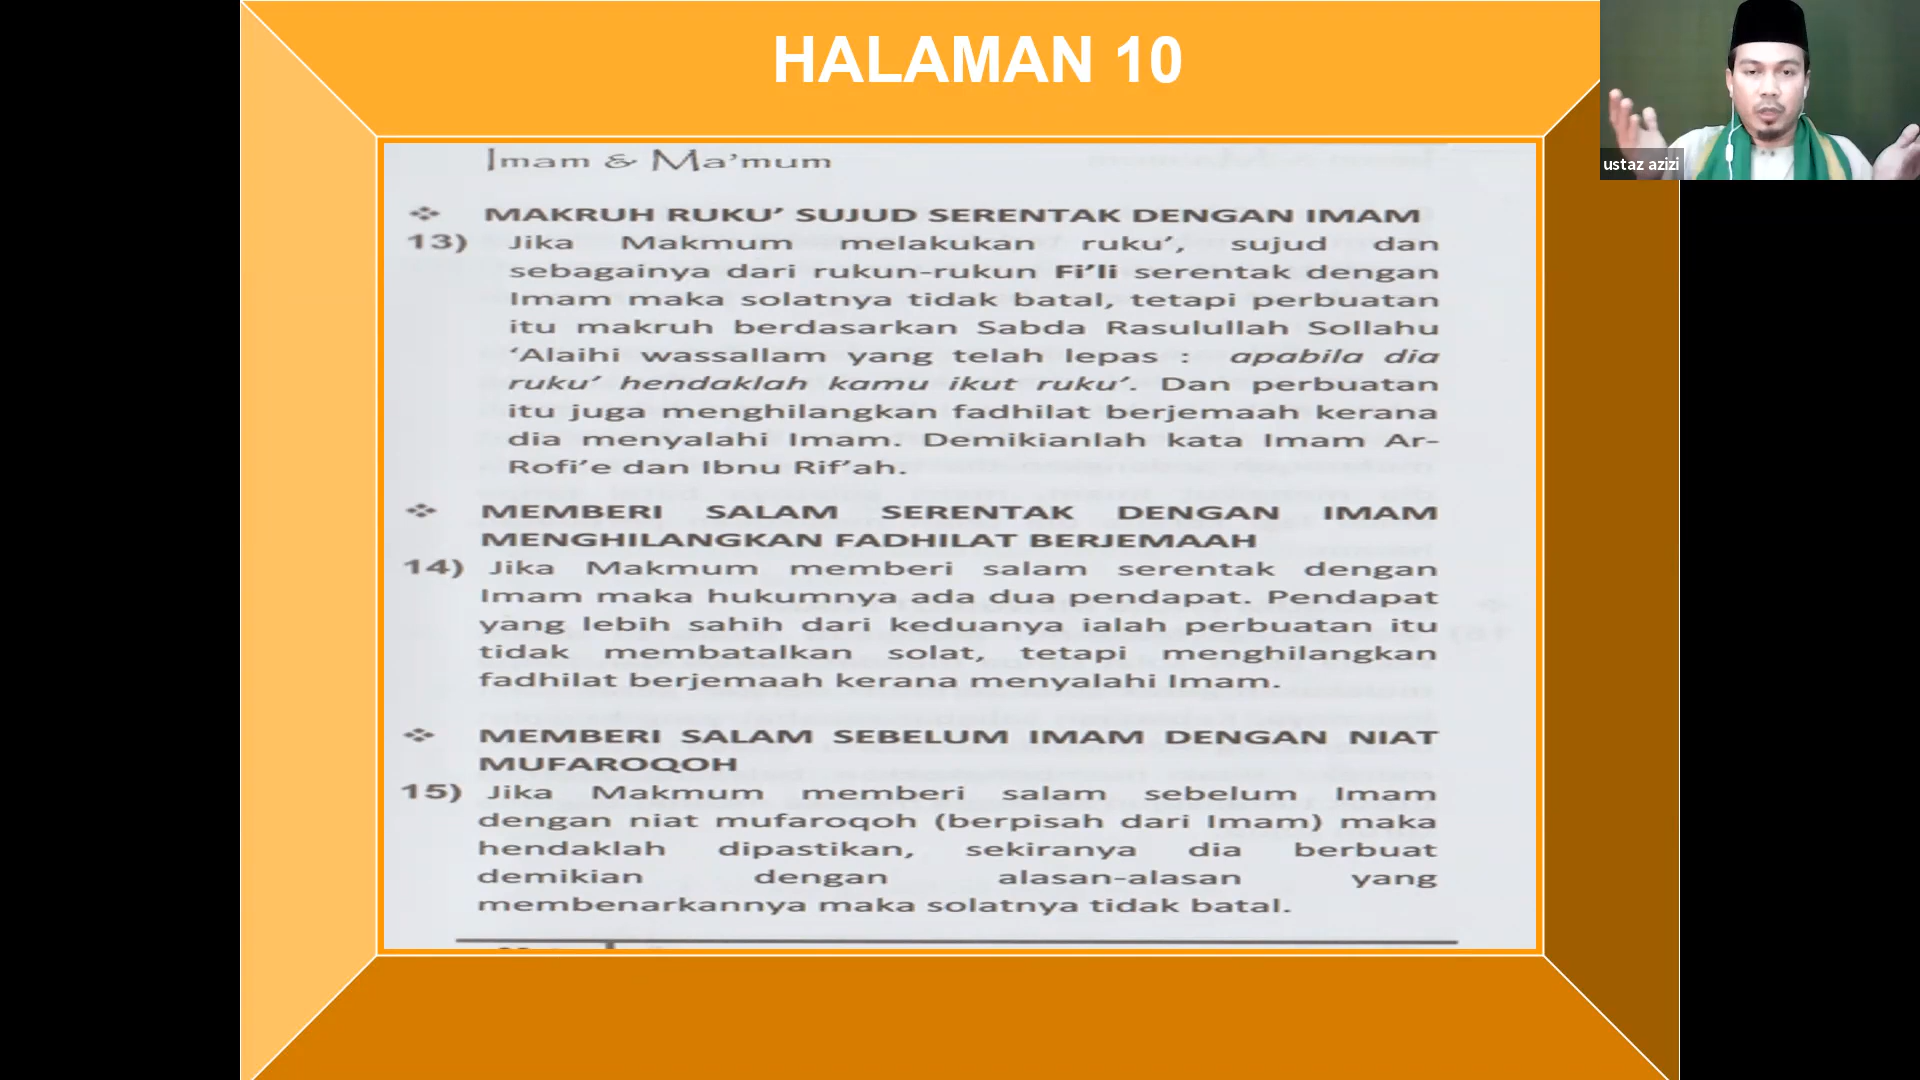 HALAMAN 10
ustaz azizi
Imam & Ma'mum
❖ MAKRUH RUKU' SUJUD SERENTAK DENGAN IMAM
13) Jika Makmum melakukan ruku', sujud dan
sebagainya dari rukun-rukun Fi'li serentak dengan
Imam maka solatnya tidak batal, tetapi perbuatan
itu makruh berdasarkan Sabda Rasulullah Sollahu
'Alaihi wassallam yang telah lepas : apabila dia
ruku' hendaklah kamu ikut ruku'. Dan perbuatan
itu juga menghilangkan fadhilat berjemaah kerana
dia menyalahi Imam. Demikianlah kata Imam Ar-
Rofi'e dan Ibnu Rif'ah.
❖ MEMBERI SALAM SERENTAK DENGAN IMAM
MENGHILANGKAN FADHILAT BERJEMAAH
14) Jika Makmum memberi salam serentak dengan
Imam maka hukumnya ada dua pendapat. Pendapat
yang lebih sahih dari keduanya ialah perbuatan itu
tidak membatalkan solat, tetapi menghilangkan
fadhilat berjemaah kerana menyalahi Imam.
❖ MEMBERI SALAM SEBELUM IMAM DENGAN NIAT
MUFAROQOH
15) Jika Makmum memberi salam sebelum Imam
dengan niat mufaroqoh (berpisah dari Imam) maka
hendaklah dipastikan, sekiranya dia berbuat
demikian dengan alasan-alasan yang
membenarkannya maka solatnya tidak batal.